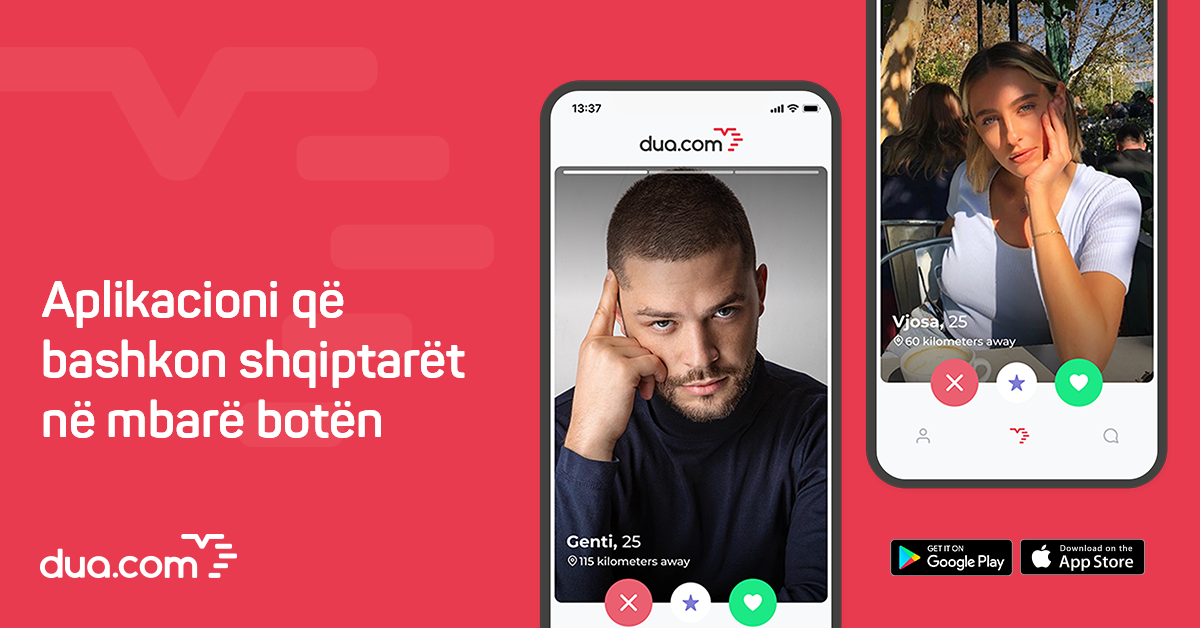 Aplikacioni që
bashkon shqiptarët
në mbarë botën
dua.com
13:37
dua.com
Genti, 25
115 kilometers away
Vjosa, 25
60 kilometers away
GET IT ON
Google Play
Download on the
App Store